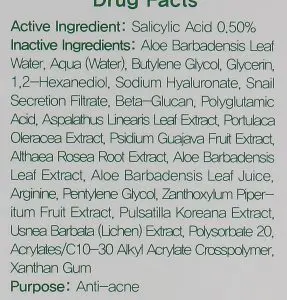 Drug Facts
Active Ingredient: Salicylic Acid 0,50%
Inactive Ingredients: Aloe Barbadensis Leaf
Water, Aqua (Water), Butylene Glycol, Glycerin,
1,2-Hexanediol, Sodium Hyaluronate, Snail
Secretion Filtrate, Beta-Glucan, Polyglutamic
Acid, Aspalathus Linearis Leaf Extract, Portulaca
Oleracea Extract, Psidium Guajava Fruit Extract,
Althaea Rosea Root Extract, Aloe Barbadensis
Leaf Extract, Aloe Barbadensis Leaf Juice,
Arginine, Pentylene Glycol, Zanthoxylum Piper-
itum Fruit Extract, Pulsatilla Koreana Extract,
Usnea Barbata (Lichen) Extract, Polysorbate 20,
Acrylates/C10-30 Alkyl Acrylate Crosspolymer,
Xanthan Gum
Purpose: Anti-acne